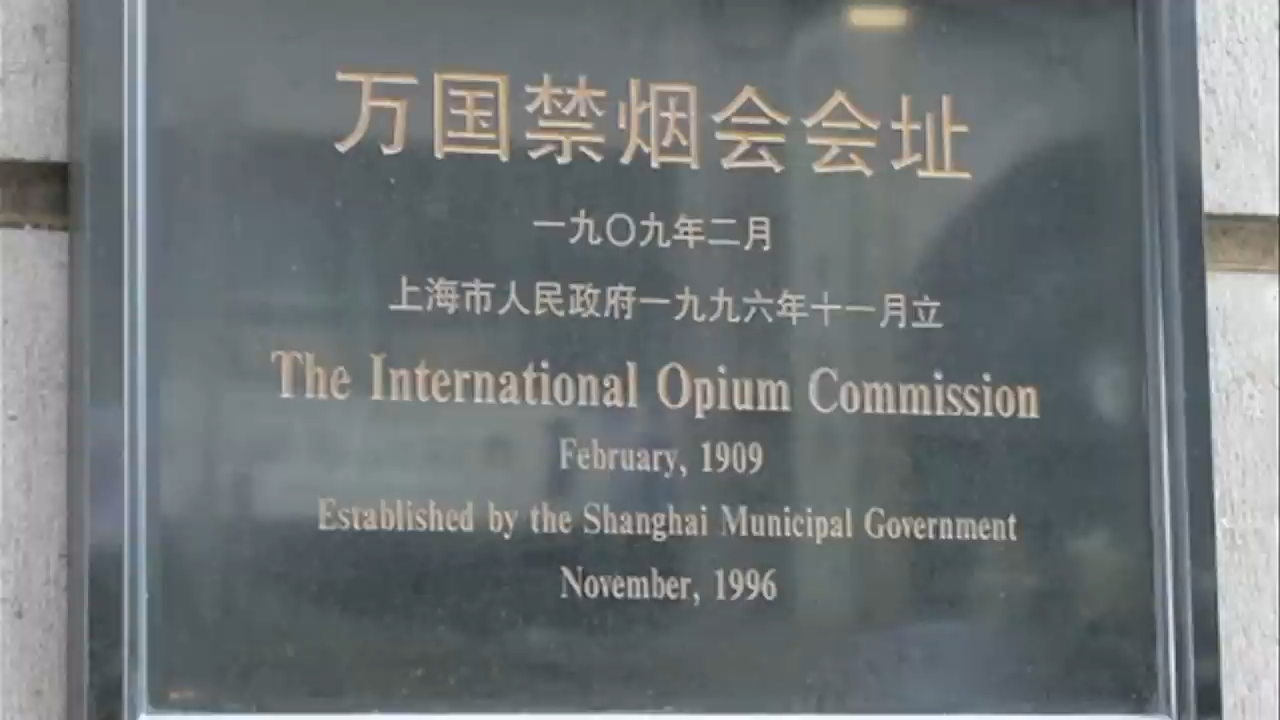 万国禁烟会会址
一九〇九年二月
上海市人民政府一九九六年十一月立
The International Opium Commission
February, 1909
Established by the Shanghai Municipal Government
November, 1996